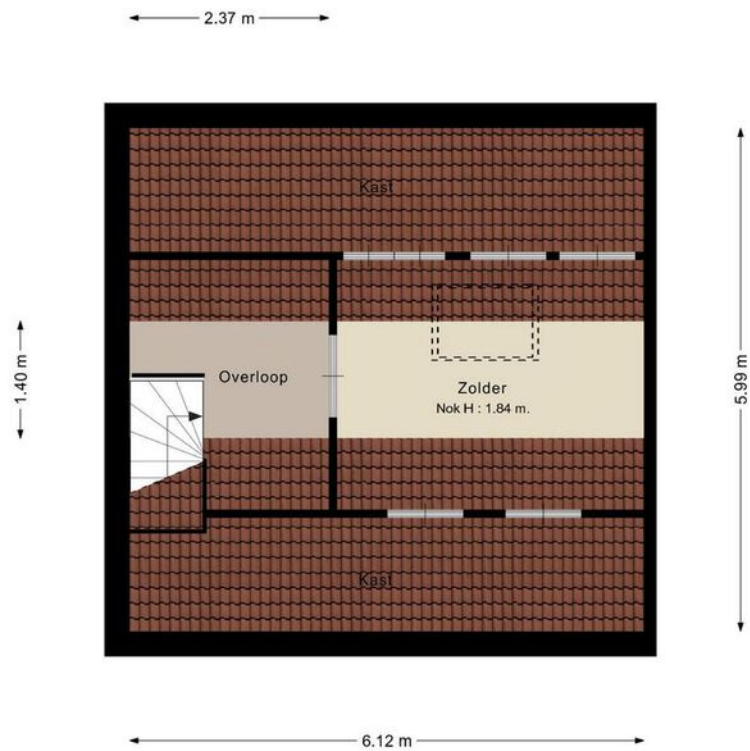 2.37 m
Kast
1.40 m
Overloop
Zolder
Nok H : 1.84 m.
5.99 m
Kast
6.12 m